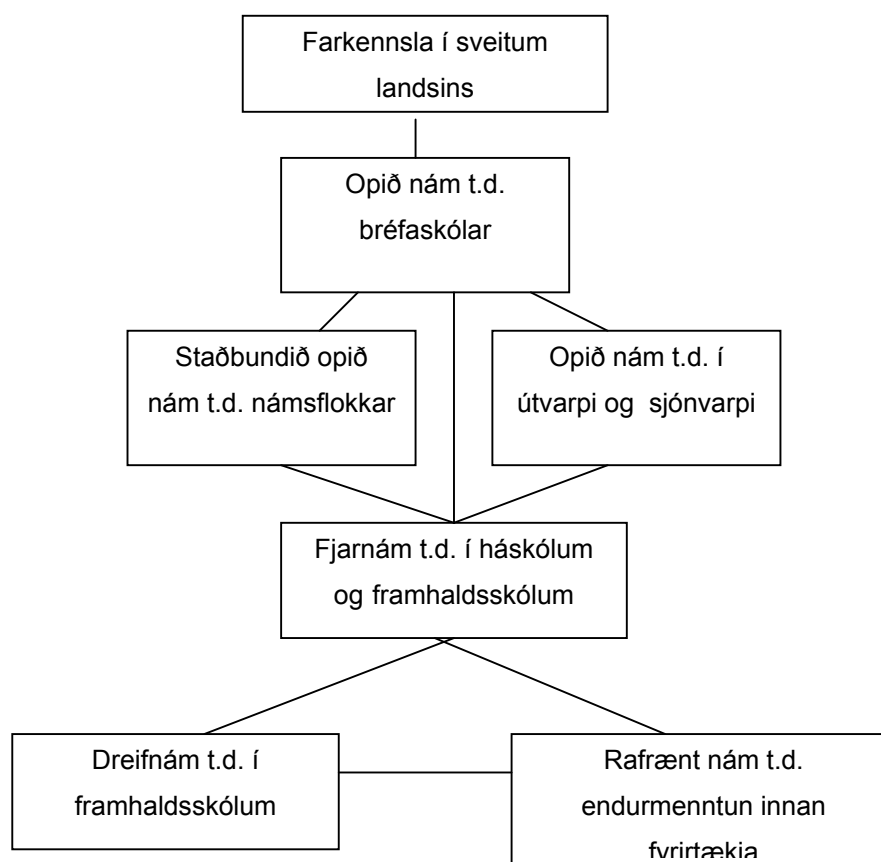 Farkennsla í sveitum
landsins
Opið nám t.d.
bréfaskólar
Staðbundið opið
nám t.d. námsflokkar
Opið nám t.d. í
útvarpi og sjónvarpi
Fjarnám t.d. í háskólum
og framhaldsskólum
Dreifnám t.d. í
framhaldsskólum
Rafrænt nám t.d.
endurmenntun innan
fyrirtækja